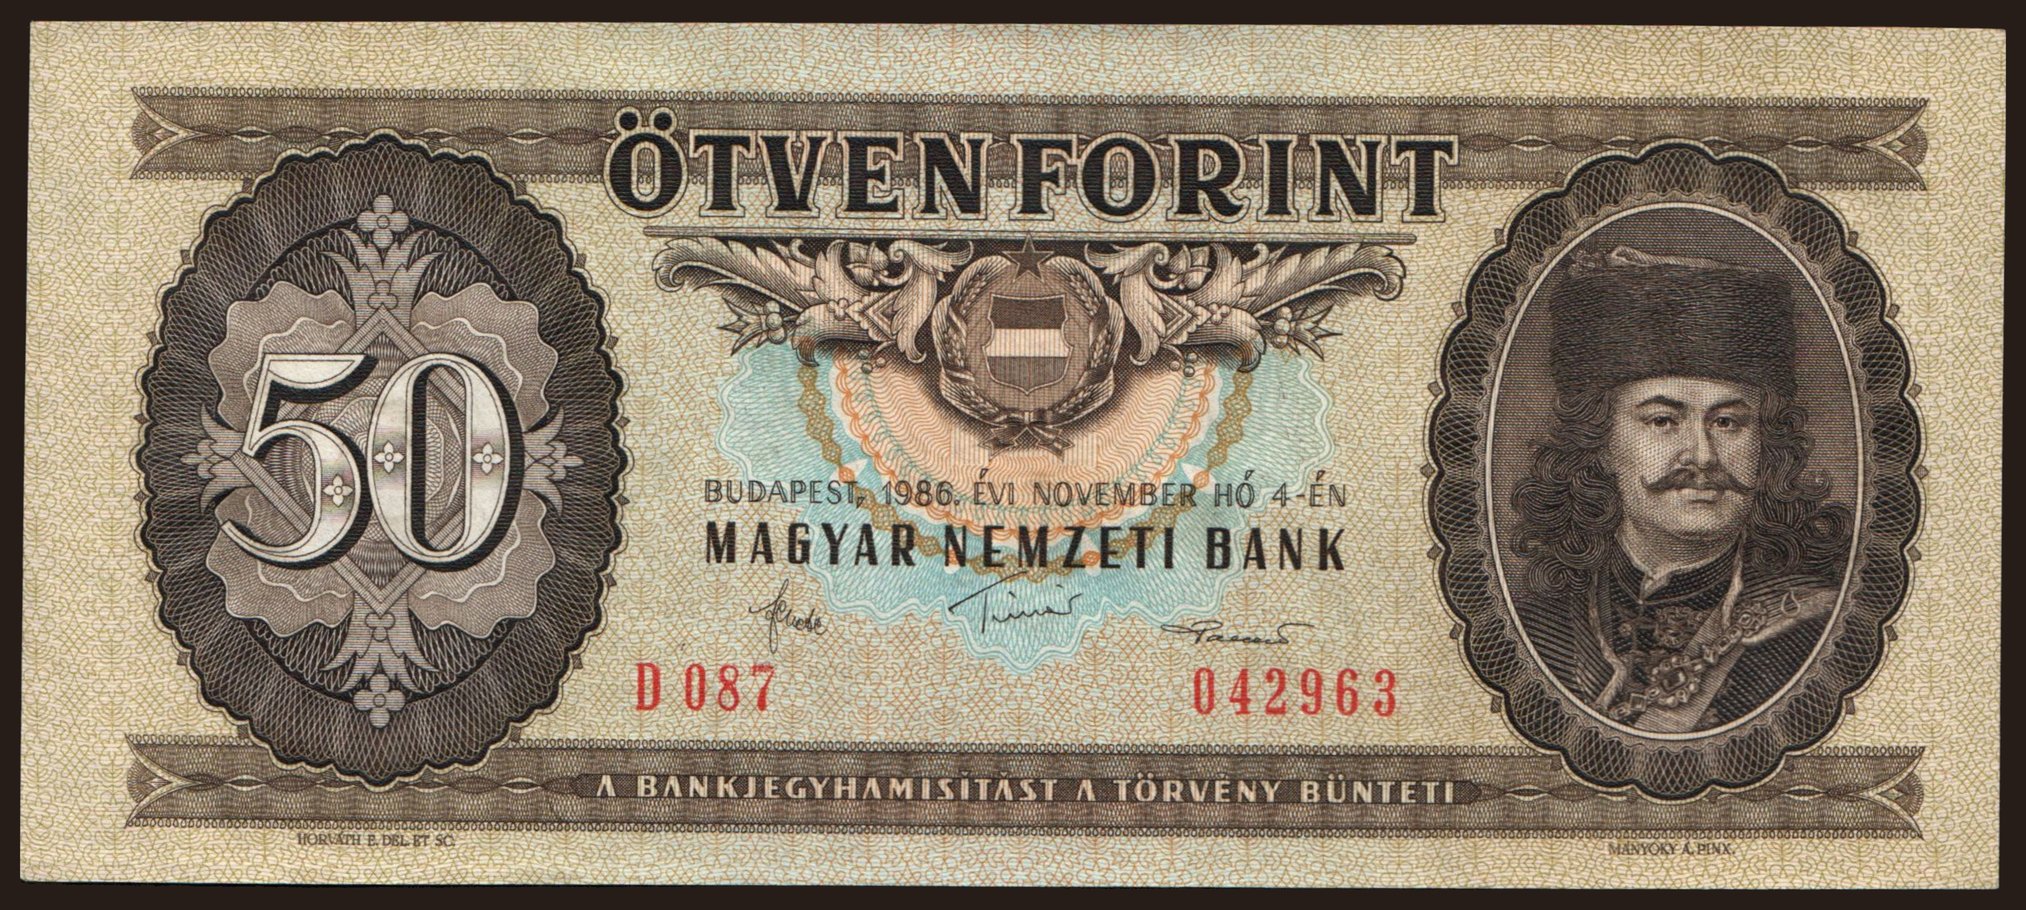 ÖTVEN FORINT
50
BUDAPEST, 1986. ÉVI NOVEMBER HÓ 4-ÉN
MAGYAR NEMZETI BANK
D 087 042963
A BANKJEGYHAMISÍTÁST A TÖRVÉNY BÜNTETI
HORVÁTH E. DEL. ET SC. MÁNYOKY Á. PINX.